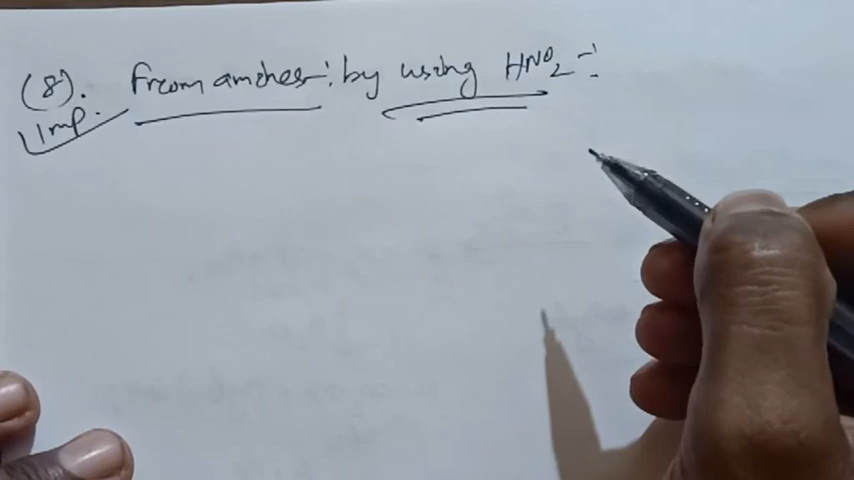 (8). From amines :- by using HNO2 :-
Imp.